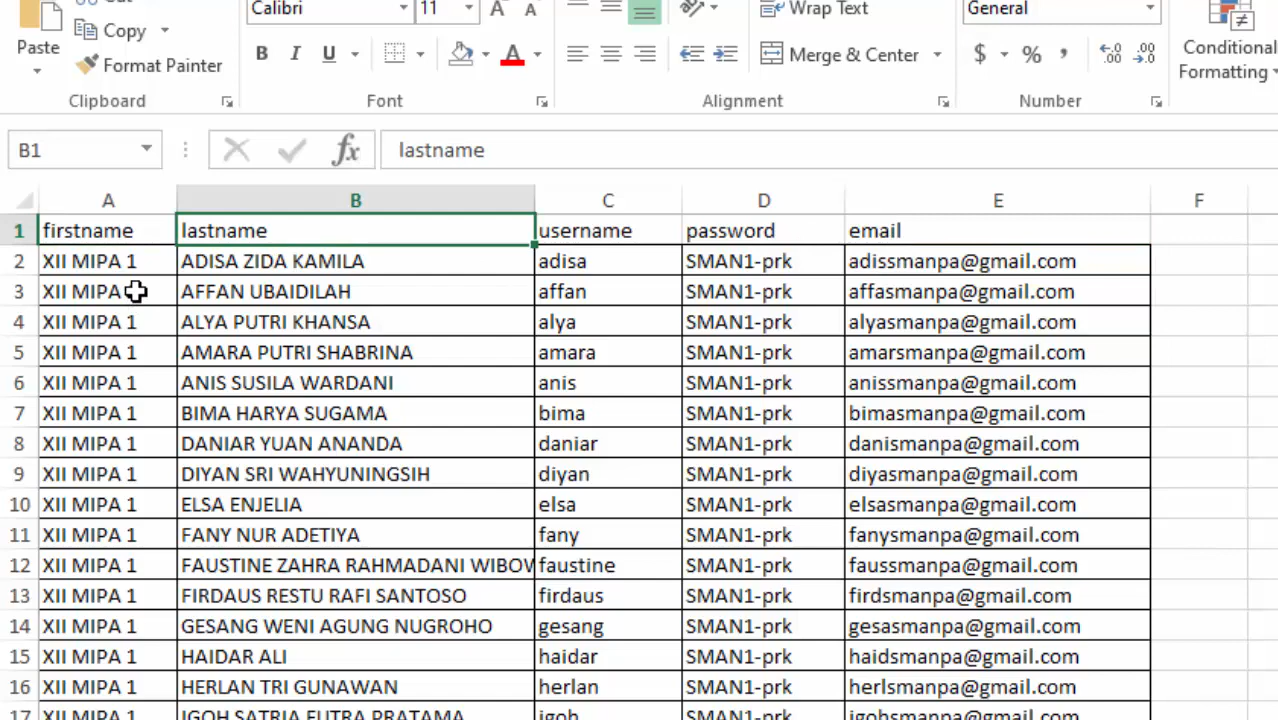 Cut
Calibri 11 A A Wrap Text General
Paste Copy
Format Painter B I U A Merge & Center $ % , Conditional
Formatting
Clipboard Font Alignment Number
B1 fx lastname
A B C D E F
1 firstname lastname username password email
2 XII MIPA 1 ADISA ZIDA KAMILA adisa SMAN1-prk adissmanpa@gmail.com
3 XII MIPA AFFAN UBAIDILAH affan SMAN1-prk affasmanpa@gmail.com
4 XII MIPA 1 ALYA PUTRI KHANSA alya SMAN1-prk alyasmanpa@gmail.com
5 XII MIPA 1 AMARA PUTRI SHABRINA amara SMAN1-prk amarsmanpa@gmail.com
6 XII MIPA 1 ANIS SUSILA WARDANI anis SMAN1-prk anissmanpa@gmail.com
7 XII MIPA 1 BIMA HARYA SUGAMA bima SMAN1-prk bimasmanpa@gmail.com
8 XII MIPA 1 DANIAR YUAN ANANDA daniar SMAN1-prk danismanpa@gmail.com
9 XII MIPA 1 DIYAN SRI WAHYUNINGSIH diyan SMAN1-prk diyasmanpa@gmail.com
10 XII MIPA 1 ELSA ENJELIA elsa SMAN1-prk elsasmanpa@gmail.com
11 XII MIPA 1 FANY NUR ADETIYA fany SMAN1-prk fanysmanpa@gmail.com
12 XII MIPA 1 FAUSTINE ZAHRA RAHMADANI WIBOW faustine SMAN1-prk faussmanpa@gmail.com
13 XII MIPA 1 FIRDAUS RESTU RAFI SANTOSO firdaus SMAN1-prk firdsmanpa@gmail.com
14 XII MIPA 1 GESANG WENI AGUNG NUGROHO gesang SMAN1-prk gesasmanpa@gmail.com
15 XII MIPA 1 HAIDAR ALI haidar SMAN1-prk haidsmanpa@gmail.com
16 XII MIPA 1 HERLAN TRI GUNAWAN herlan SMAN1-prk herlsmanpa@gmail.com
17 XII MIPA 1 IGOH SATRIA PRATAMA igoh SMAN1-prk igohsmanpa@gmail.com